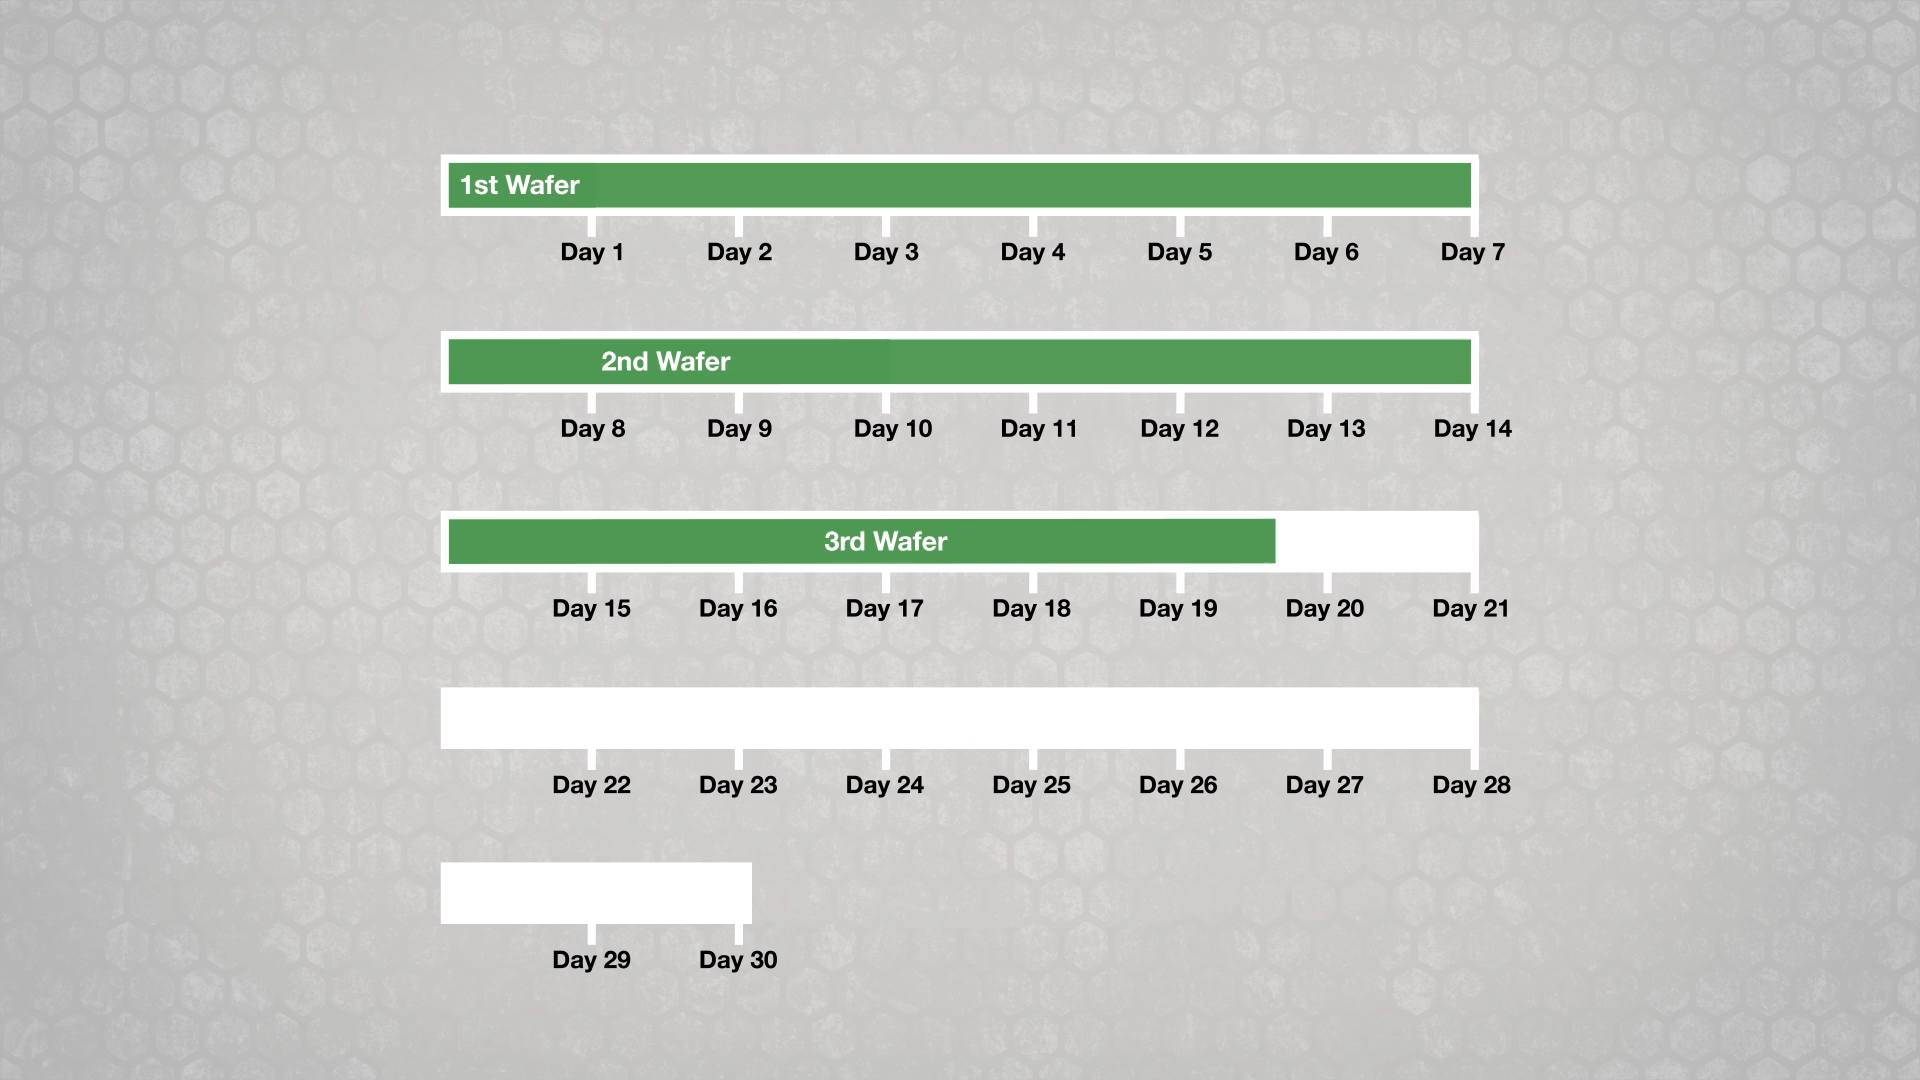 1st Wafer
Day 1 Day 2 Day 3 Day 4 Day 5 Day 6 Day 7
2nd Wafer
Day 8 Day 9 Day 10 Day 11 Day 12 Day 13 Day 14
3rd Wafer
Day 15 Day 16 Day 17 Day 18 Day 19 Day 20 Day 21
Day 22 Day 23 Day 24 Day 25 Day 26 Day 27 Day 28
Day 29 Day 30